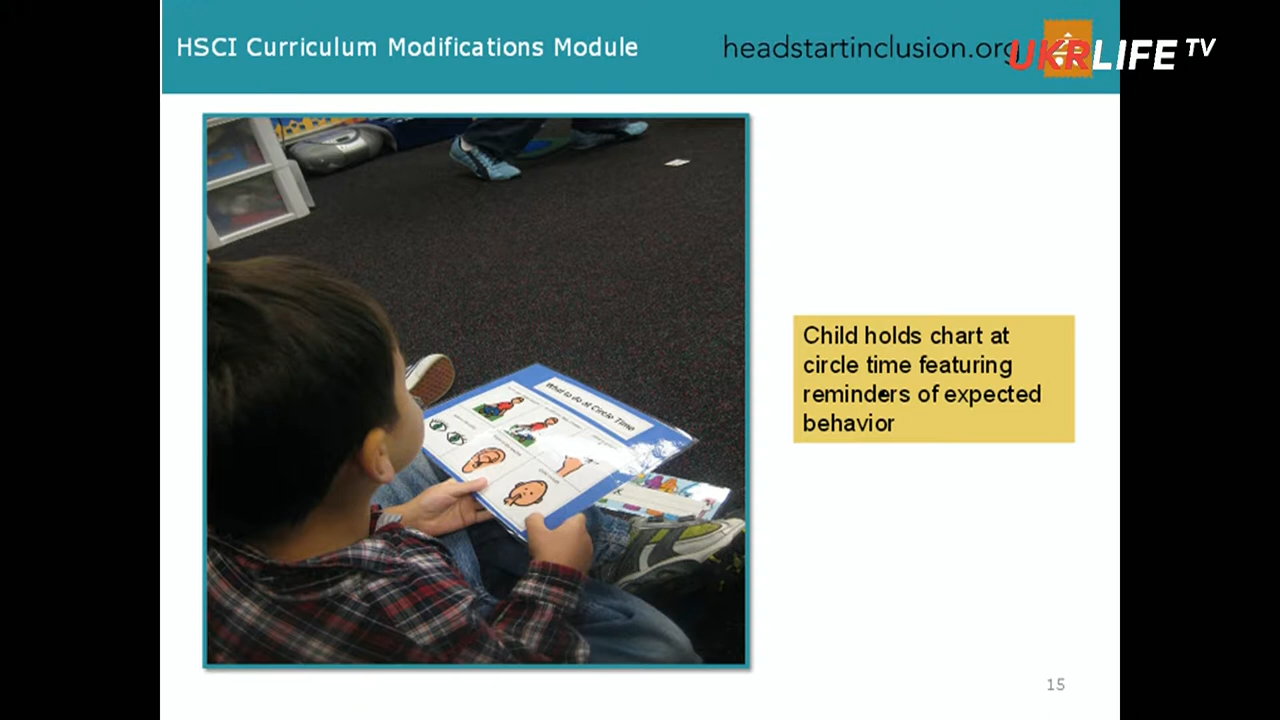 HSCI Curriculum Modifications Module
headstartinclusion.org
UKRLIFE TV
What to do at Circle Time
Child holds chart at
circle time featuring
reminders of expected
behavior
15